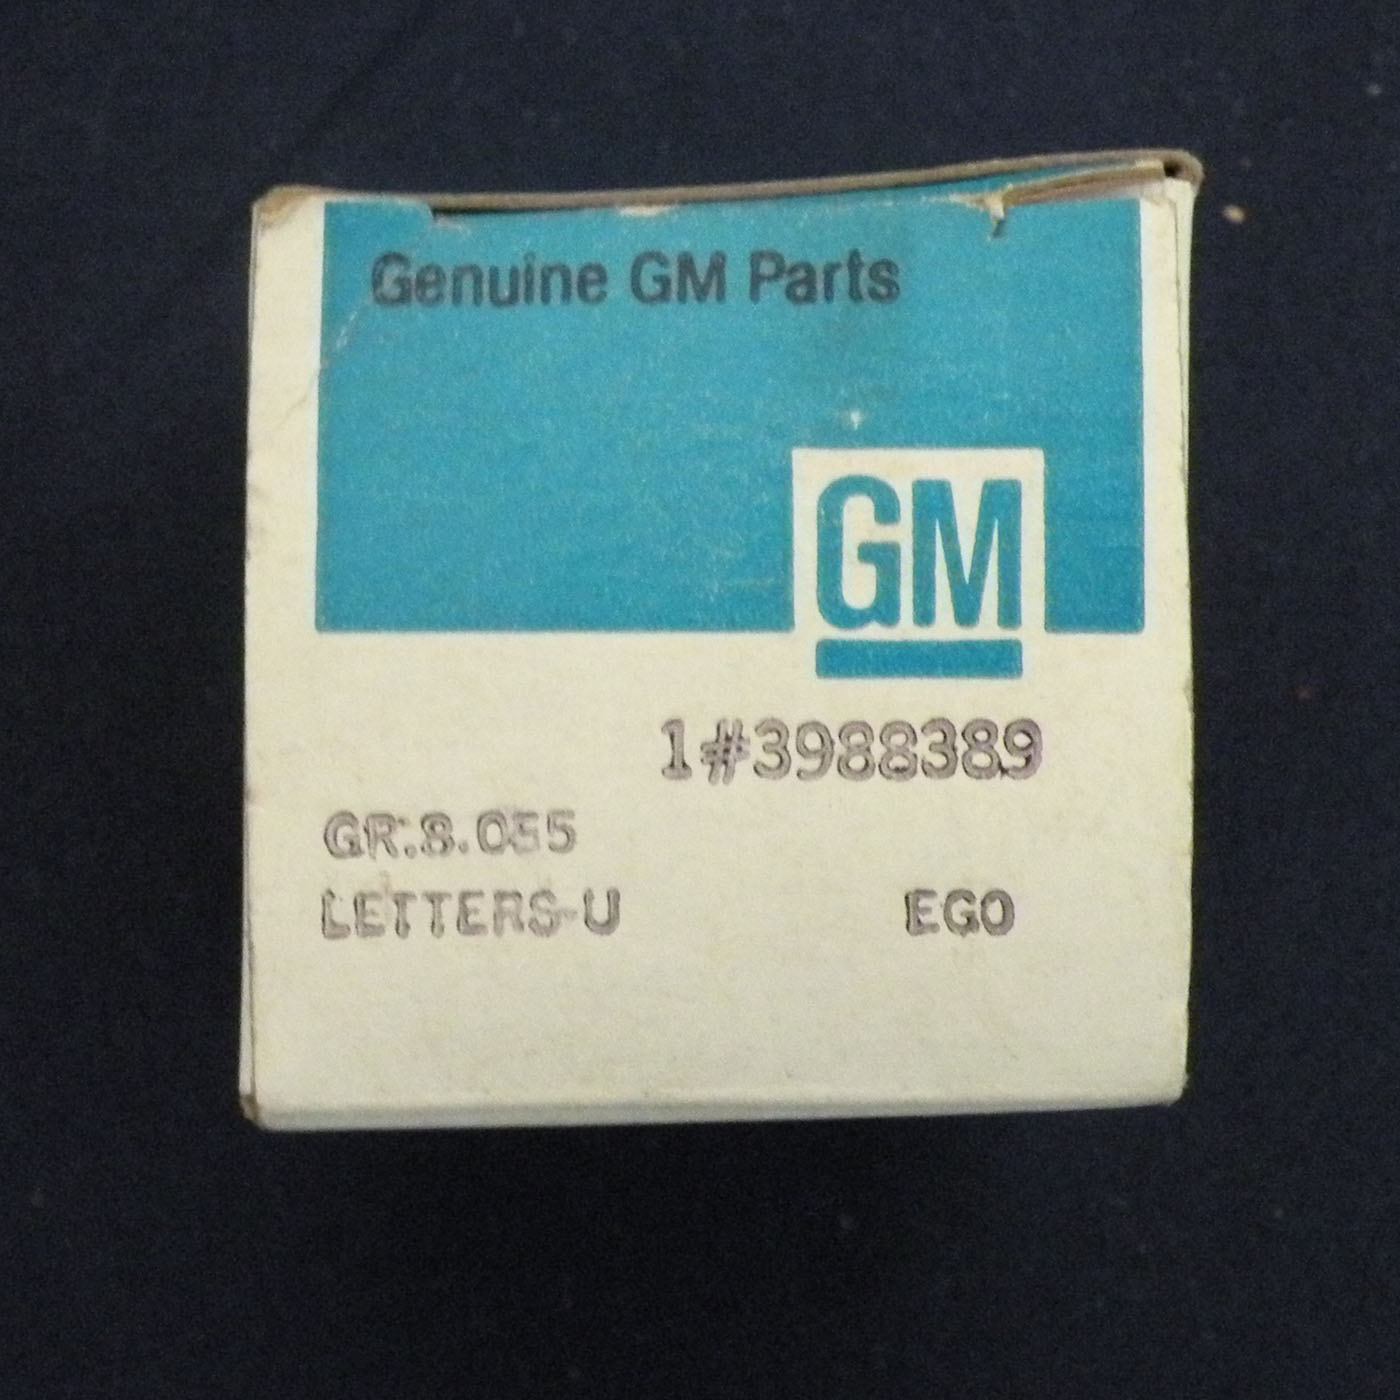 Genuine GM Parts
GM
1#3988389
GR.8.055
LETTERS-U EGO